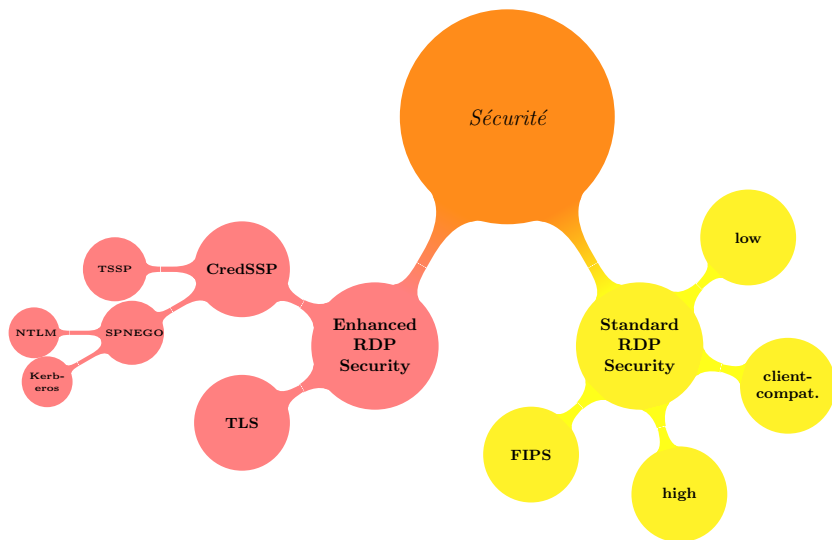 Sécurité
low
TSSP
CredSSP
NTLM
SPNEGO
Enhanced
RDP
Security
Standard
RDP
Security
Kerb-
eros
client-
compat.
TLS
FIPS
high